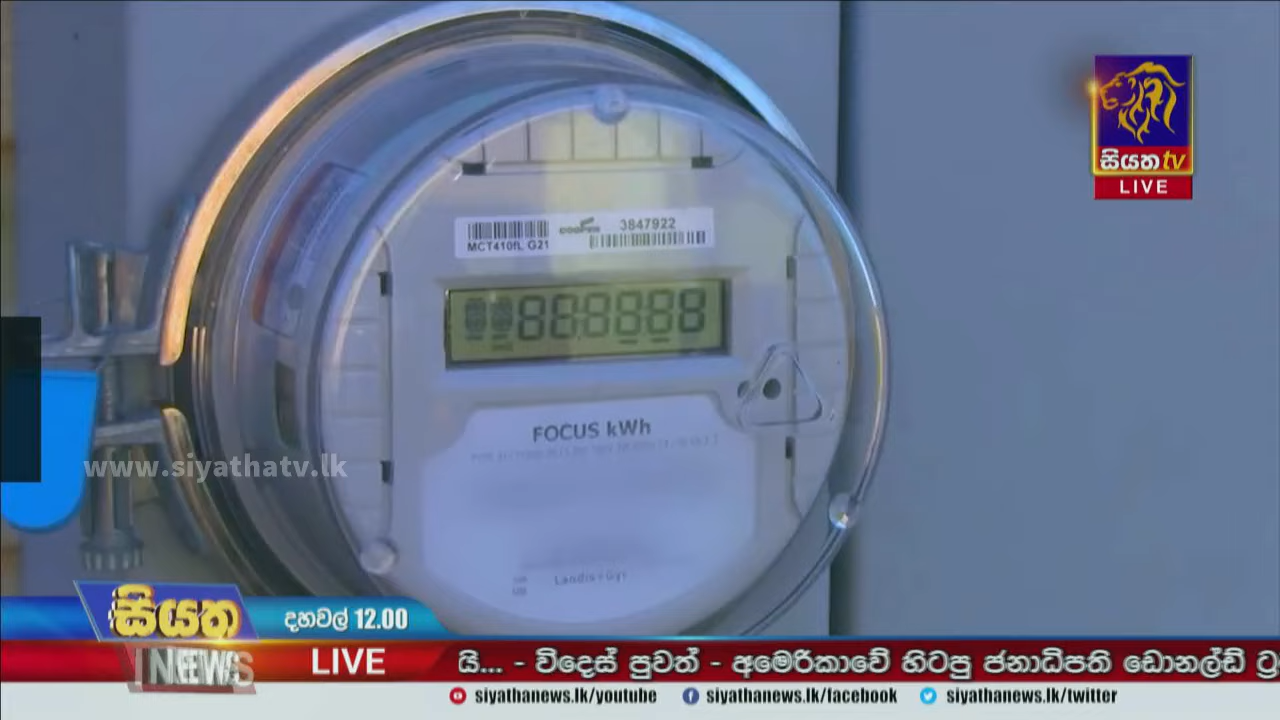 සියත tv
LIVE
3847922
MCT410fL G21
888888
FOCUS kWh
Landis+Gyr
www.siyathatv.lk
සියත
දහවල් 12.00
NEWS
LIVE
යි... - විදෙස් පුවත් - අමෙරිකාවේ හිටපු ජනාධිපති ඩොනල්ඩ්
siyathanews.lk/youtube
siyathanews.lk/facebook
siyathanews.lk/twitter